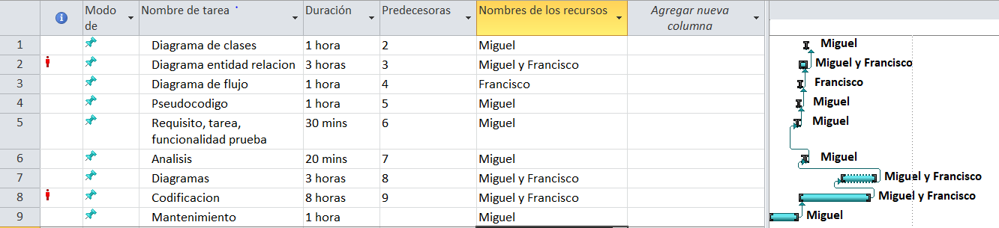 Modo de
Nombre de tarea
Duración
Predecesoras
Nombres de los recursos
Agregar nueva columna
1 Diagrama de clases 1 hora 2 Miguel Miguel
2 Diagrama entidad relacion 3 horas 3 Miguel y Francisco Miguel y Francisco
3 Diagrama de flujo 1 hora 4 Francisco Francisco
4 Pseudocodigo 1 hora 5 Miguel Miguel
5 Requisito, tarea, 30 mins 6 Miguel Miguel
funcionalidad prueba
6 Analisis 20 mins 7 Miguel Miguel
7 Diagramas 3 horas 8 Miguel y Francisco Miguel y Francisco
8 Codificacion 8 horas 9 Miguel y Francisco Miguel y Francisco
9 Mantenimiento 1 hora Miguel Miguel